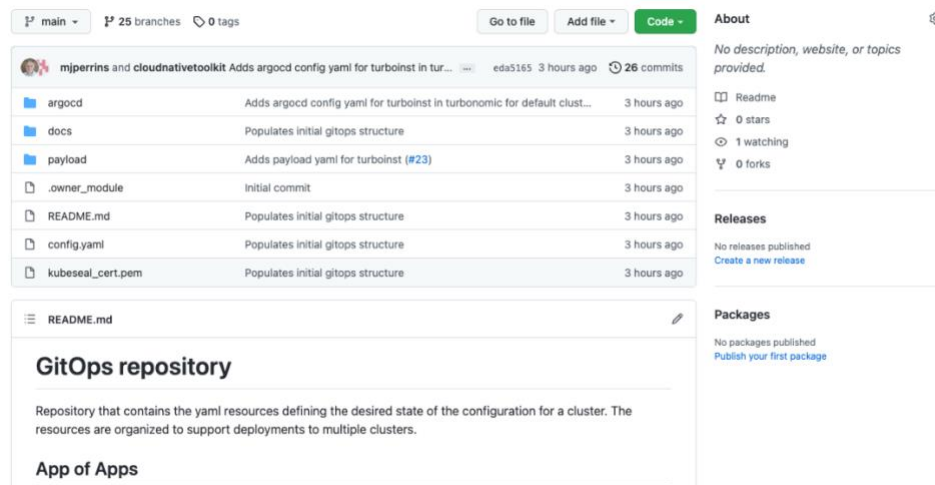 main
25 branches
0 tags
Go to file
Add file
Code
mjperrins and cloudnativetoolkit Adds argocd config yaml for turboinst in tur... ... eda5165 3 hours ago 26 commits
argocd Adds argocd config yaml for turboinst in turbonomic for default clust... 3 hours ago
docs Populates initial gitops structure 3 hours ago
payload Adds payload yaml for turboinst (#23) 3 hours ago
.owner_module Initial commit 3 hours ago
README.md Populates initial gitops structure 3 hours ago
config.yaml Populates initial gitops structure 3 hours ago
kubeseal_cert.pem Populates initial gitops structure 3 hours ago
README.md
GitOps repository
Repository that contains the yaml resources defining the desired state of the configuration for a cluster. The
resources are organized to support deployments to multiple clusters.
App of Apps
About
No description, website, or topics
provided.
Readme
0 stars
1 watching
0 forks
Releases
No releases published
Create a new release
Packages
No packages published
Publish your first package